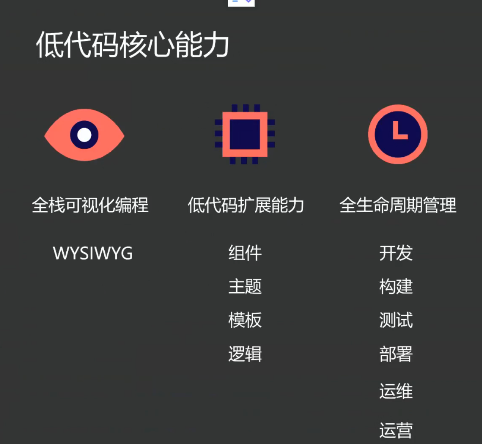 低代码核心能力
全栈可视化编程
WYSIWYG
低代码扩展能力
组件
主题
模板
逻辑
全生命周期管理
开发
构建
测试
部署
运维
运营